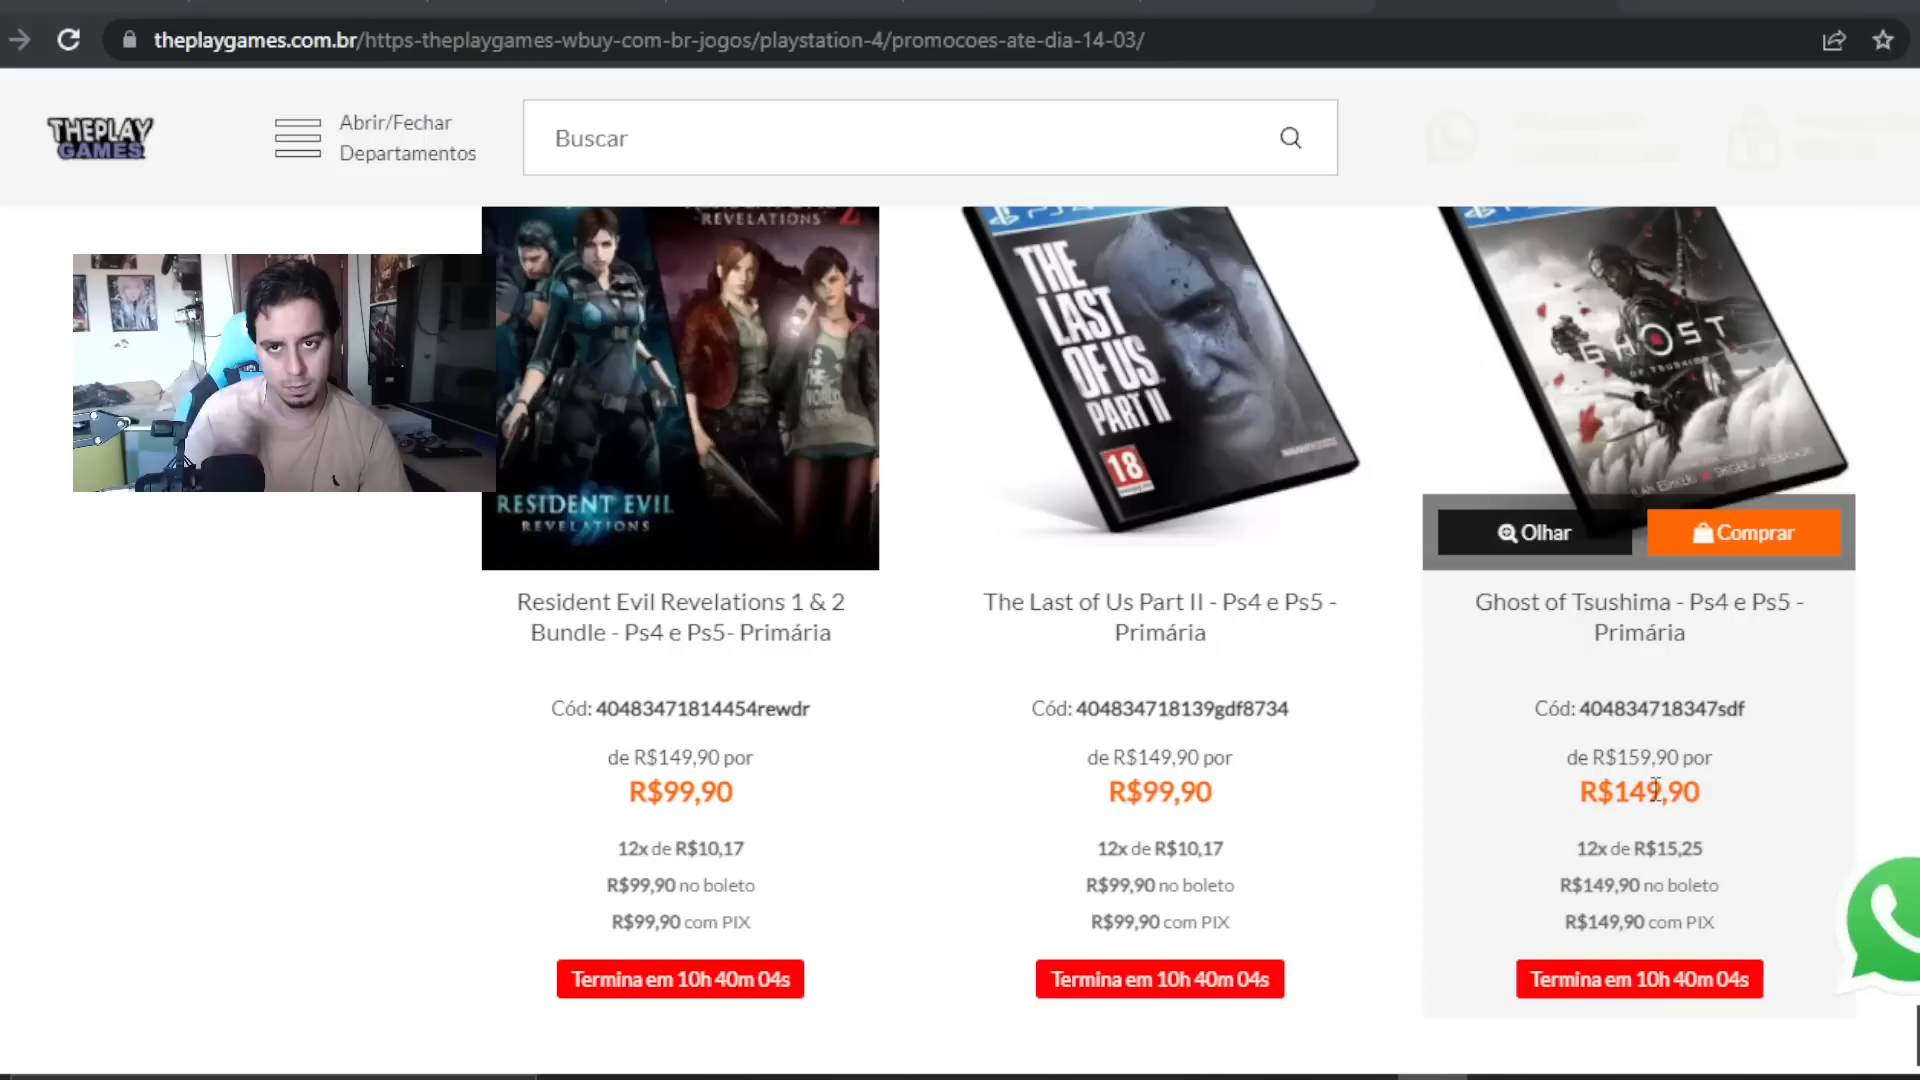 theplaygames.com.br/https-theplaygames-wbuy-com-br-jogos/playstation-4/promocoes-ate-dia-14-03/
THEPLAY
GAMES
Abrir/Fechar
Departamentos
Buscar
REVELATIONS 2
RESIDENT EVIL
REVELATIONS
THE
LAST
OF US
PART II
18
GHOST
OF TSUSHIMA
Olhar
Comprar
Resident Evil Revelations 1 & 2
Bundle - Ps4 e Ps5- Primária
Cód: 40483471814454rewdr
de R$149,90 por
R$99,90
12x de R$10,17
R$99,90 no boleto
R$99,90 com PIX
Termina em 10h 40m 04s
The Last of Us Part II - Ps4 e Ps5 -
Primária
Cód: 404834718139gdf8734
de R$149,90 por
R$99,90
12x de R$10,17
R$99,90 no boleto
R$99,90 com PIX
Termina em 10h 40m 04s
Ghost of Tsushima - Ps4 e Ps5 -
Primária
Cód: 404834718347sdf
de R$159,90 por
R$149,90
12x de R$15,25
R$149,90 no boleto
R$149,90 com PIX
Termina em 10h 40m 04s